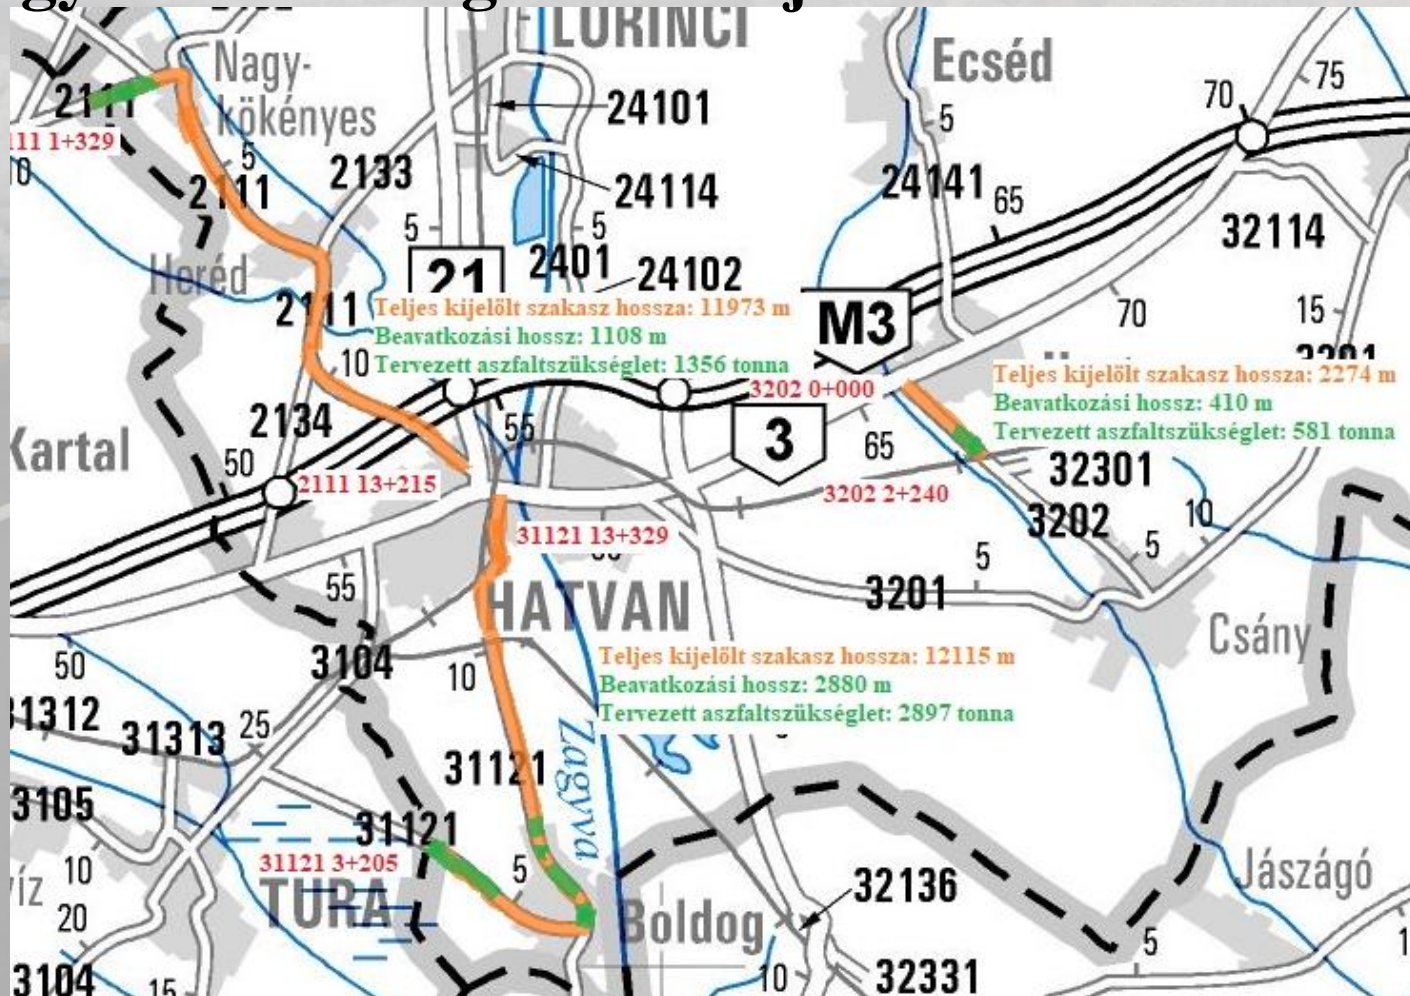 LŐRINCI
Nagy-
kökényes
Ecséd
75
70
24101
2111
111 1+329
5
5
2133
10
24114
24141
2111
65
5
5
32114
Heréd
21
2401
24102
2111
Teljes kijelölt szakasz hossza: 11973 m
Beavatkozási hossz: 1108 m
Tervezett aszfaltszükséglet: 1356 tonna
M3
70
15
3201
10
3202 0+000
Teljes kijelölt szakasz hossza: 2274 m
Beavatkozási hossz: 410 m
Tervezett aszfaltszükséglet: 581 tonna
2134
55
3
65
Kartal
50
32301
2111 13+215
3202 2+240
3202
10
31121 13+329
5
5
55
HATVAN
3201
Csány
3104
50
10
Teljes kijelölt szakasz hossza: 12115 m
Beavatkozási hossz: 2880 m
Tervezett aszfaltszükséglet: 2897 tonna
31312
31313
25
Zagyva
31121
3105
31121
31121 3+205
5
10
TURA
32136
Jászágó
víz
20
Boldog
5
3104
15
10
32331